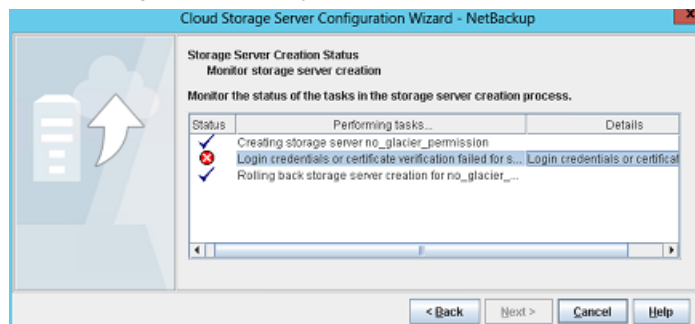 Cloud Storage Server Configuration Wizard - NetBackup
x
Storage Server Creation Status
Monitor storage server creation
Monitor the status of the tasks in the storage server creation process.
Status Performing tasks... Details
Creating storage server no_glacier_permission
Login credentials or certificate verification failed for s... Login credentials or certificat
Rolling back storage server creation for no_glacier_...
< Back Next > Cancel Help